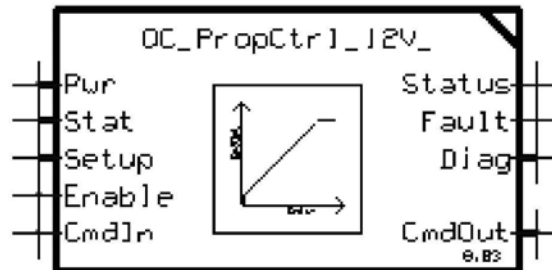 OC_PropCtrl_12V_
Pwr
Stat
Setup
Enable
CmdIn
Status
Fault
Diag
CmdOut
0.03